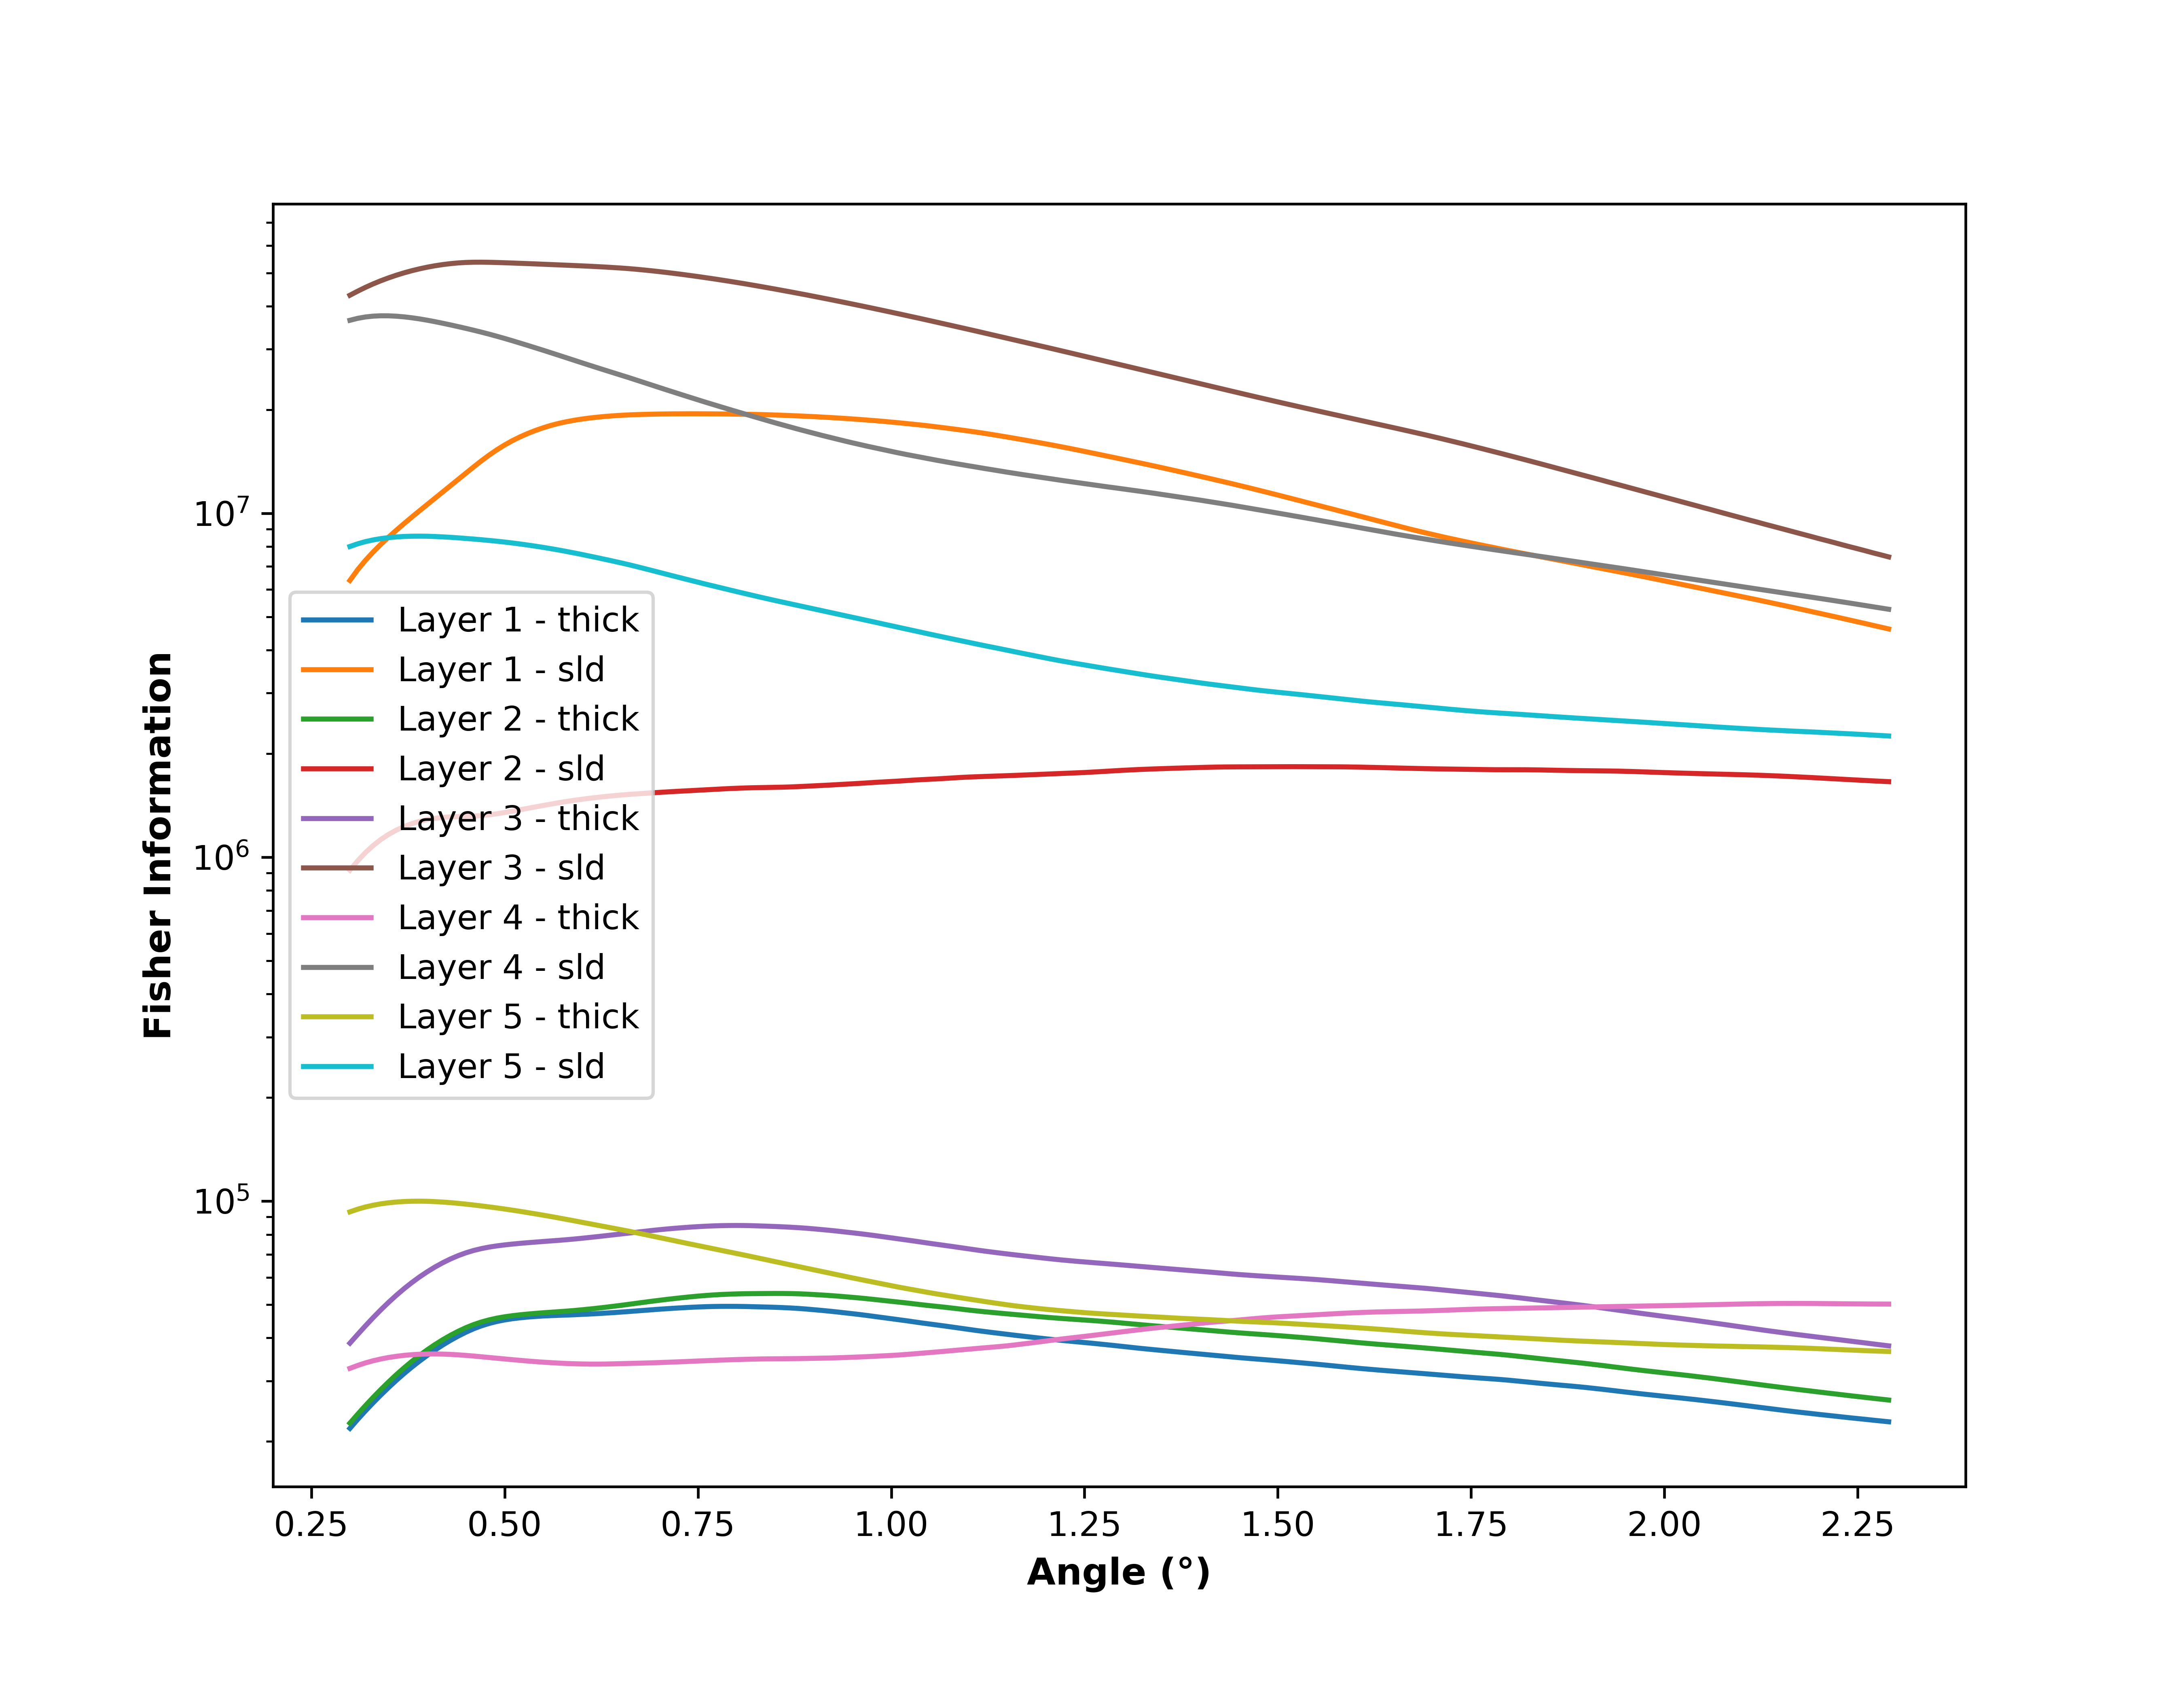 Fisher Information
10^7
10^6
10^5
Layer 1 - thick
Layer 1 - sld
Layer 2 - thick
Layer 2 - sld
Layer 3 - thick
Layer 3 - sld
Layer 4 - thick
Layer 4 - sld
Layer 5 - thick
Layer 5 - sld
0.25 0.50 0.75 1.00 1.25 1.50 1.75 2.00 2.25
Angle (°)